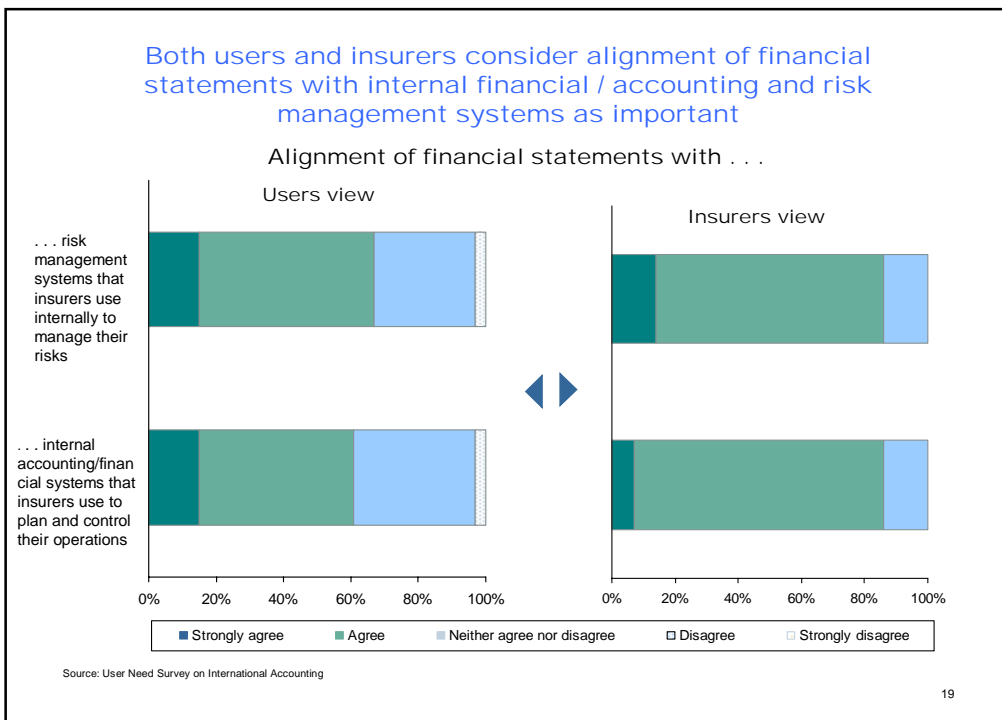 Both users and insurers consider alignment of financial
statements with internal financial / accounting and risk
management systems as important
Alignment of financial statements with . . .
Users view
Insurers view
. . . risk
management
systems that
insurers use
internally to
manage their
risks
. . . internal
accounting/finan
cial systems that
insurers use to
plan and control
their operations
0% 20% 40% 60% 80% 100%
0% 20% 40% 60% 80% 100%
Strongly agree Agree Neither agree nor disagree Disagree Strongly disagree
Source: User Need Survey on International Accounting
19